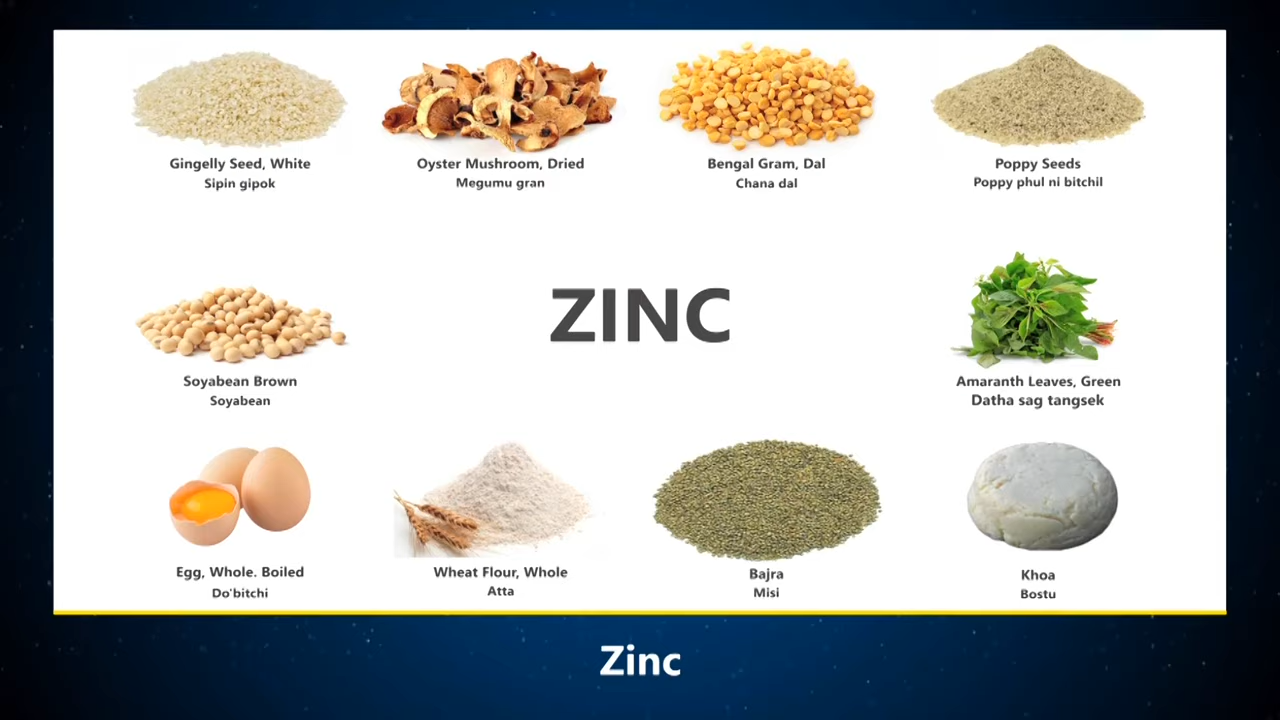 Gingelly Seed, White
Sipin gipok
Oyster Mushroom, Dried
Megumu gran
Bengal Gram, Dal
Chana dal
Poppy Seeds
Poppy phul ni bitchil
ZINC
Soyabean Brown
Soyabean
Amaranth Leaves, Green
Datha sag tangsek
Egg, Whole. Boiled
Do'bitchi
Wheat Flour, Whole
Atta
Bajra
Misi
Khoa
Bostu
Zinc